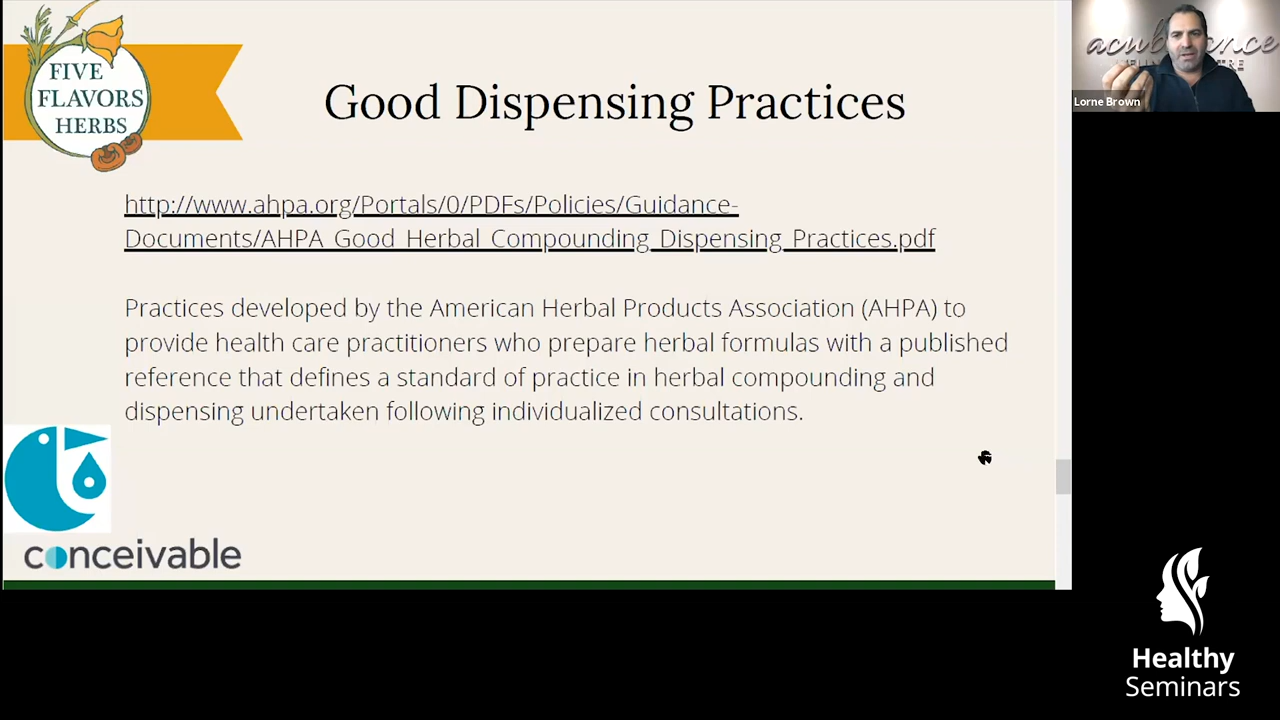 FIVE
FLAVORS
HERBS
Good Dispensing Practices
http://www.ahpa.org/Portals/0/PDFs/Policies/Guidance-
Documents/AHPA_Good_Herbal_Compounding_Dispensing_Practices.pdf
Practices developed by the American Herbal Products Association (AHPA) to
provide health care practitioners who prepare herbal formulas with a published
reference that defines a standard of practice in herbal compounding and
dispensing undertaken following individualized consultations.
conceivable
Lorne Brown
Healthy
Seminars